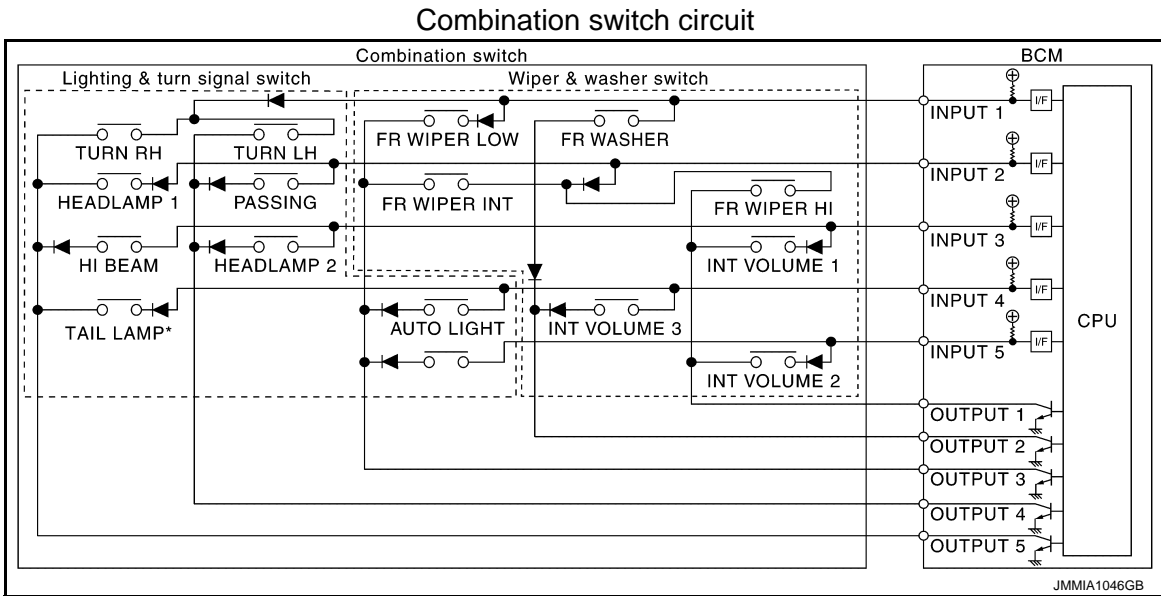 Combination switch circuit
Combination switch
BCM
Lighting & turn signal switch
Wiper & washer switch
INPUT 1
I/F
TURN RH
TURN LH
FR WIPER LOW
FR WASHER
INPUT 2
I/F
HEADLAMP 1
PASSING
FR WIPER INT
FR WIPER HI
INPUT 3
I/F
HI BEAM
HEADLAMP 2
INT VOLUME 1
INPUT 4
I/F
TAIL LAMP*
AUTO LIGHT
INT VOLUME 3
CPU
INPUT 5
I/F
INT VOLUME 2
OUTPUT 1
OUTPUT 2
OUTPUT 3
OUTPUT 4
OUTPUT 5
JMMIA1046GB